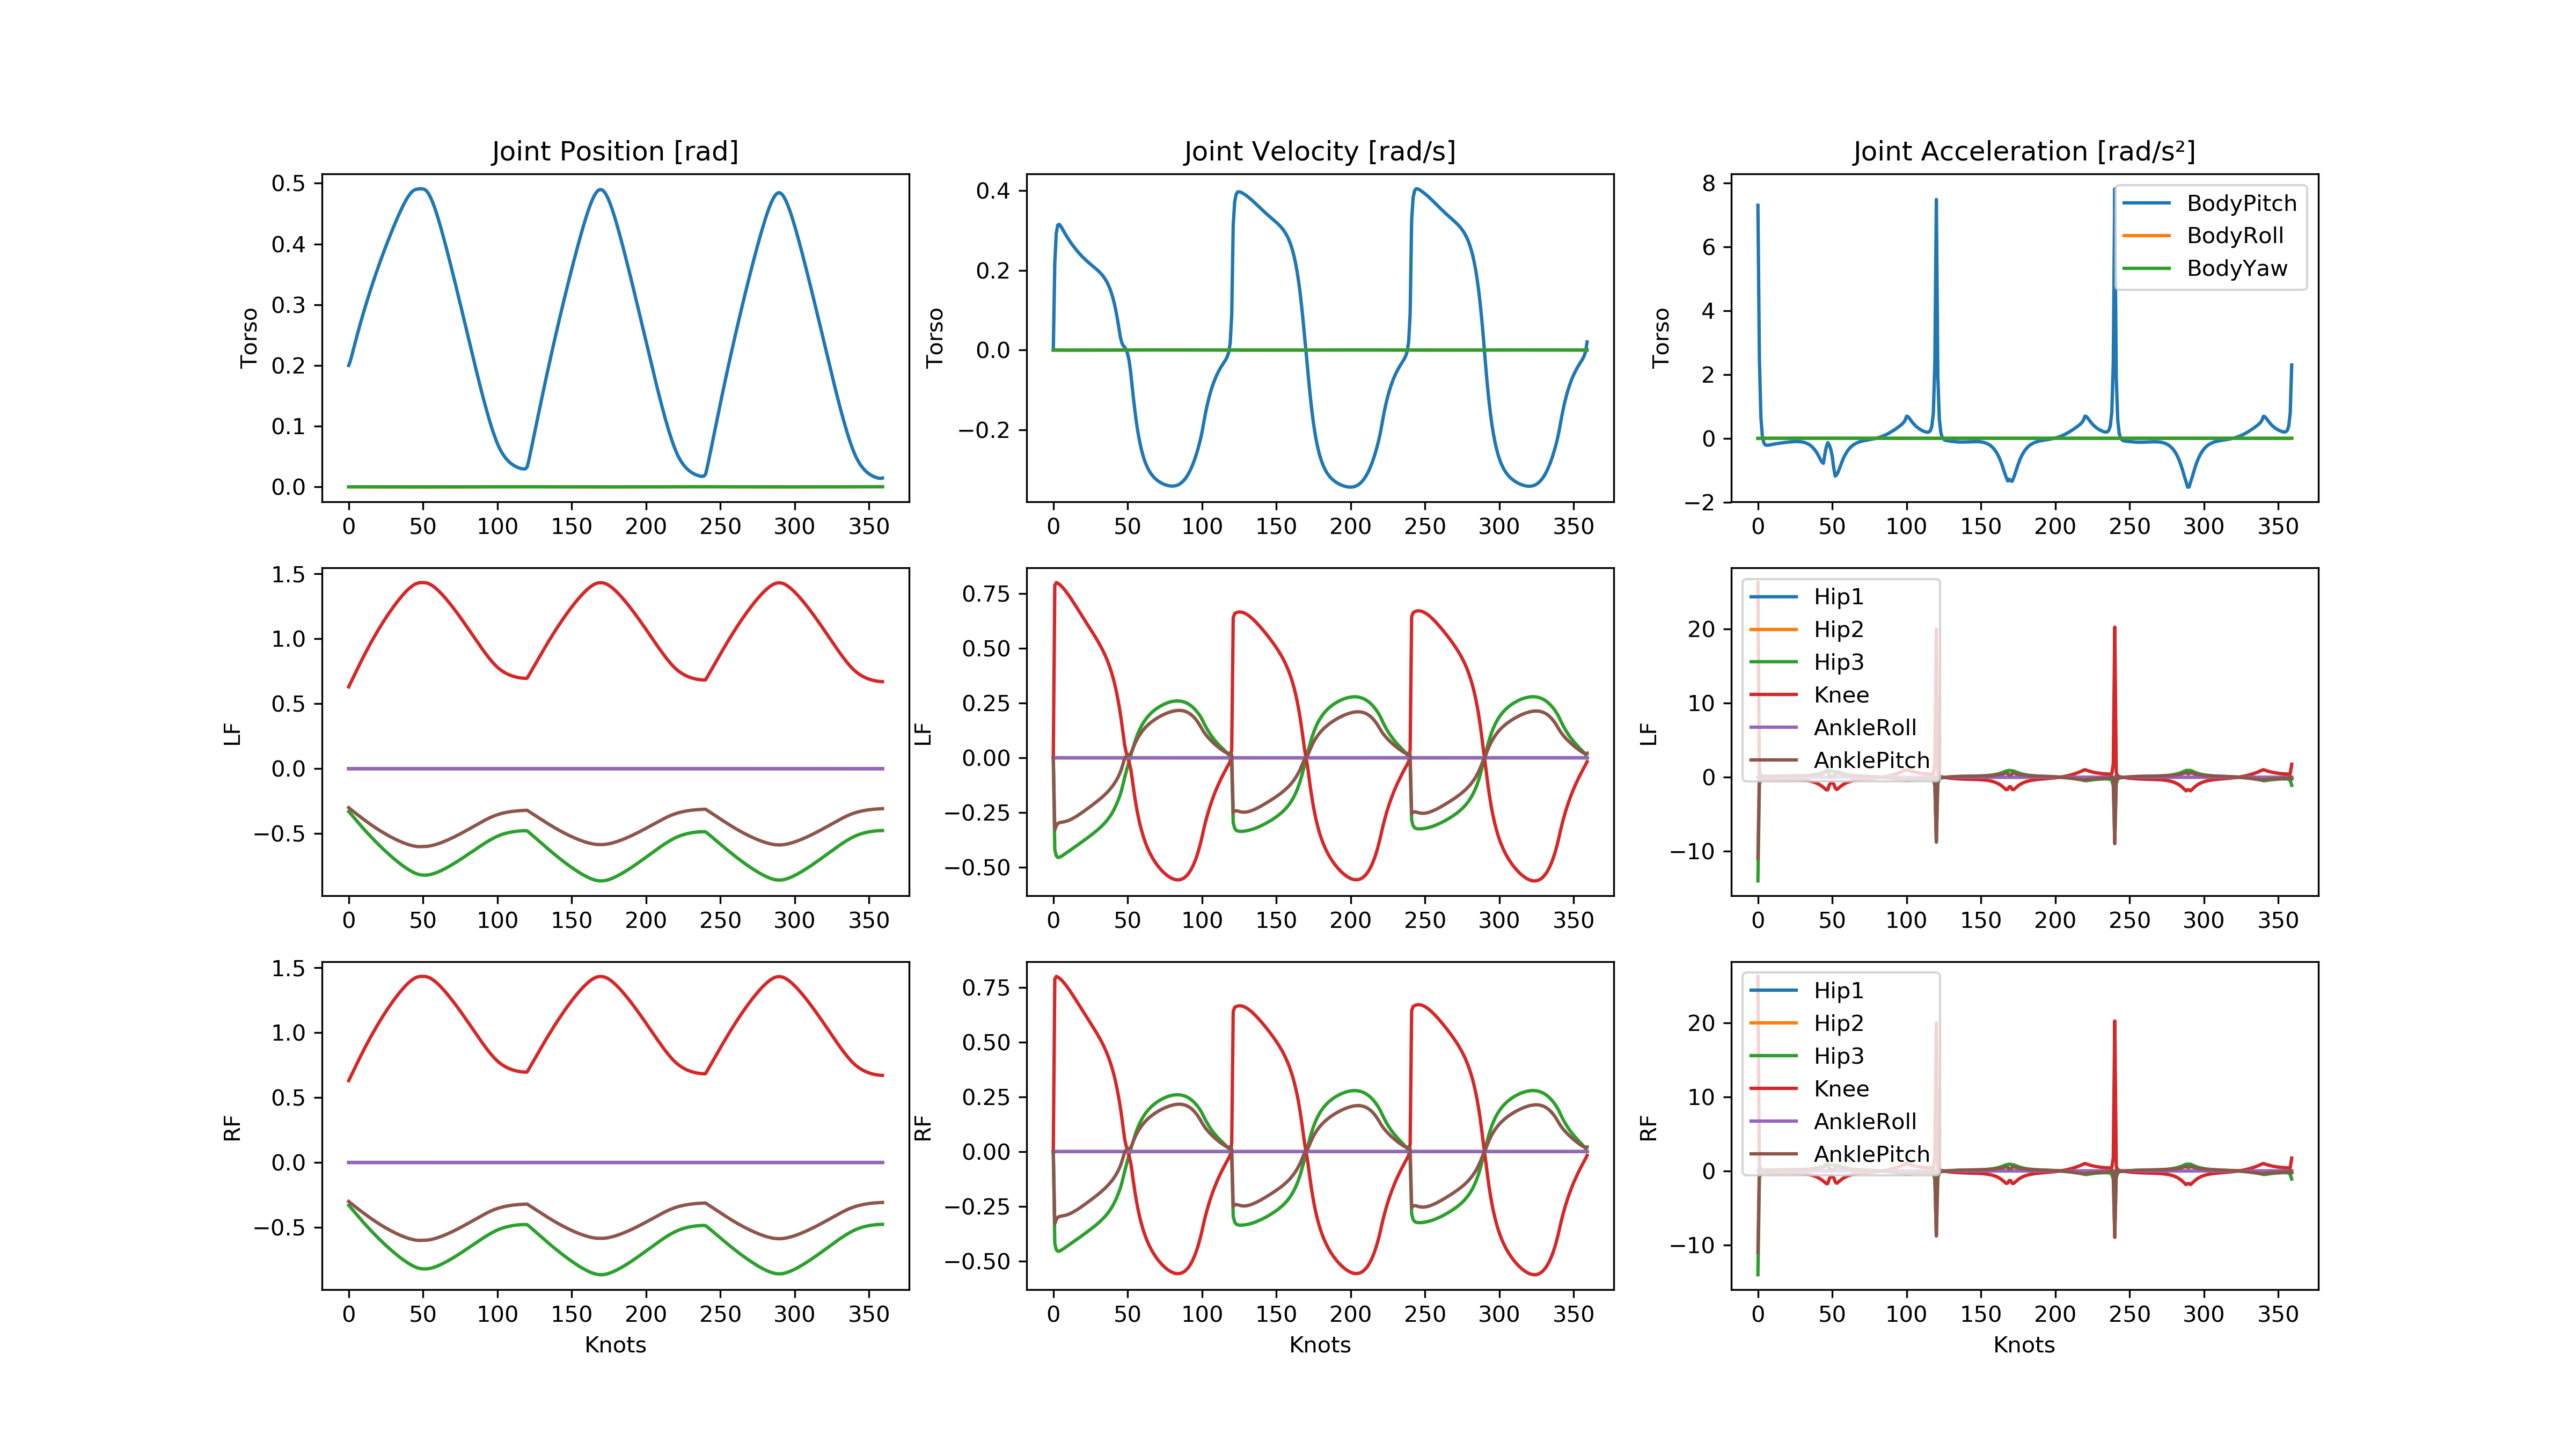 Joint Position [rad]
Joint Velocity [rad/s]
Joint Acceleration [rad/s²]
Torso
0.5
0.4
0.3
0.2
0.1
0.0
0 50 100 150 200 250 300 350
Torso
0.4
0.2
0.0
−0.2
0 50 100 150 200 250 300 350
Torso
8
6
4
2
0
−2
0 50 100 150 200 250 300 350
BodyPitch
BodyRoll
BodyYaw
LF
1.5
1.0
0.5
0.0
−0.5
0 50 100 150 200 250 300 350
LF
0.75
0.50
0.25
0.00
−0.25
−0.50
0 50 100 150 200 250 300 350
LF
20
10
0
−10
0 50 100 150 200 250 300 350
Hip1
Hip2
Hip3
Knee
AnkleRoll
AnklePitch
RF
1.5
1.0
0.5
0.0
−0.5
0 50 100 150 200 250 300 350
Knots
RF
0.75
0.50
0.25
0.00
−0.25
−0.50
0 50 100 150 200 250 300 350
Knots
RF
20
10
0
−10
0 50 100 150 200 250 300 350
Knots
Hip1
Hip2
Hip3
Knee
AnkleRoll
AnklePitch